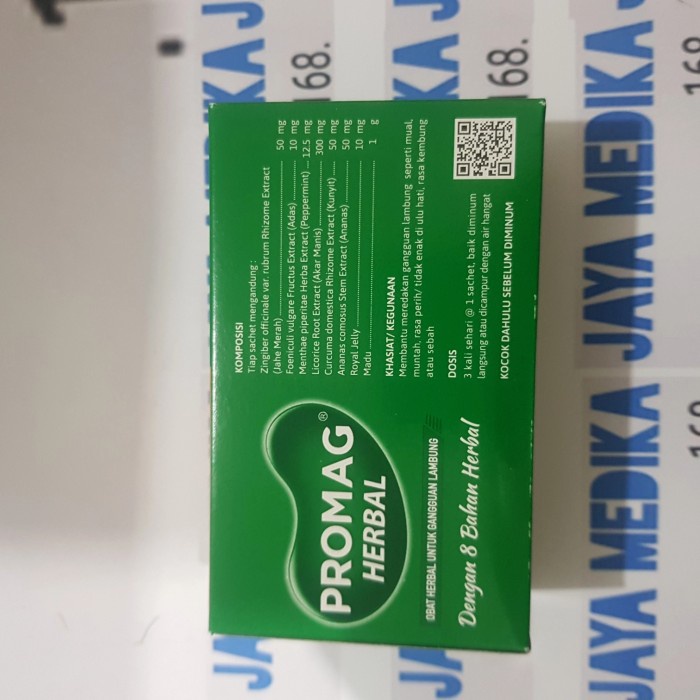 PROMAG®
HERBAL
OBAT HERBAL UNTUK GANGGUAN LAMBUNG
Dengan 8 Bahan Herbal
KOMPOSISI
Tiap sachet mengandung :
Zingiber officinale var. rubrum Rhizome Extract
(Jahe Merah) 50 mg
Foeniculi vulgare Fructus Extract (Adas) 10 mg
Menthae piperitae Herba Extract (Peppermint) 12.5 mg
Licorice Root Extract (Akar Manis) 300 mg
Curcuma domestica Rhizome Extract (Kunyit) 50 mg
Ananas comosus Stem Extract (Ananas) 50 mg
Royal Jelly 10 mg
Madu 1 g
KHASIAT/ KEGUNAAN
Membantu meredakan gangguan lambung seperti mual,
muntah, rasa perih/ tidak enak di ulu hati, rasa kembung
atau sebah
DOSIS
3 kali sehari @ 1 sachet, baik diminum
langsung atau dicampur dengan air hangat
KOCOK DAHULU SEBELUM DIMINUM
JAYA MEDIKA JAYA MEDIKA J
168.
168.
168